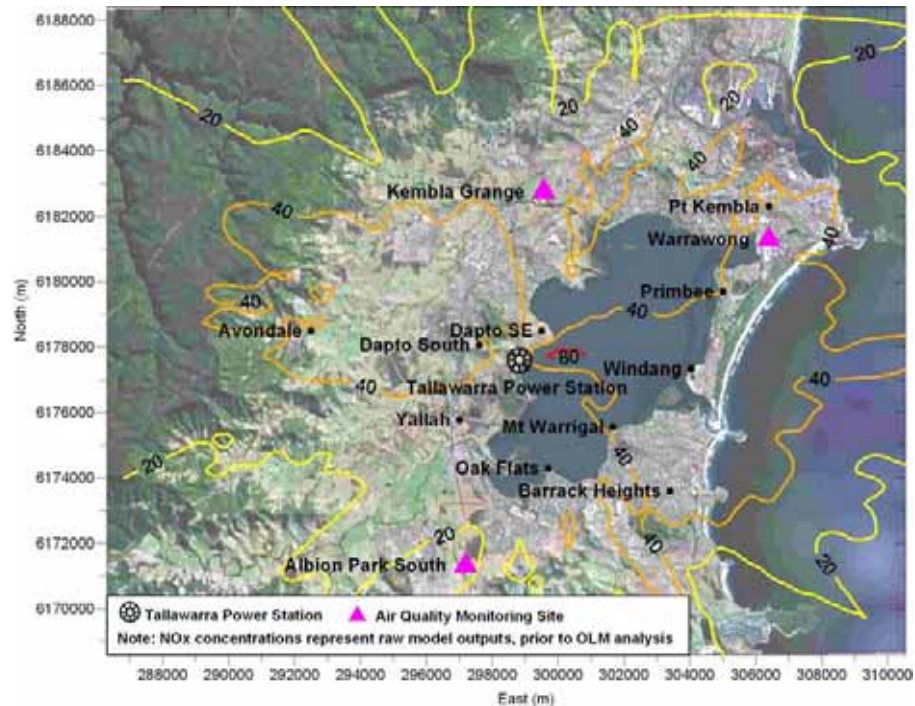 6188000
6186000
6184000
6182000
6180000
6178000
6176000
6174000
6172000
6170000
North (m)
20
20
20
20
40
40
Kembla Grange
Pt Kembla
40
Warrawong
40
40
Primbee
40
Avondale
Dapto SE
Dapto South
60
40
Windang
40
Tallawarra Power Station
Yallah
Mt Warrigal
40
20
Oak Flats
Barrack Heights
20
20
40
Albion Park South
Tallawarra Power Station Air Quality Monitoring Site
Note: NOx concentrations represent raw model outputs, prior to OLM analysis
288000 290000 292000 294000 296000 298000 300000 302000 304000 306000 308000 310000
East (m)